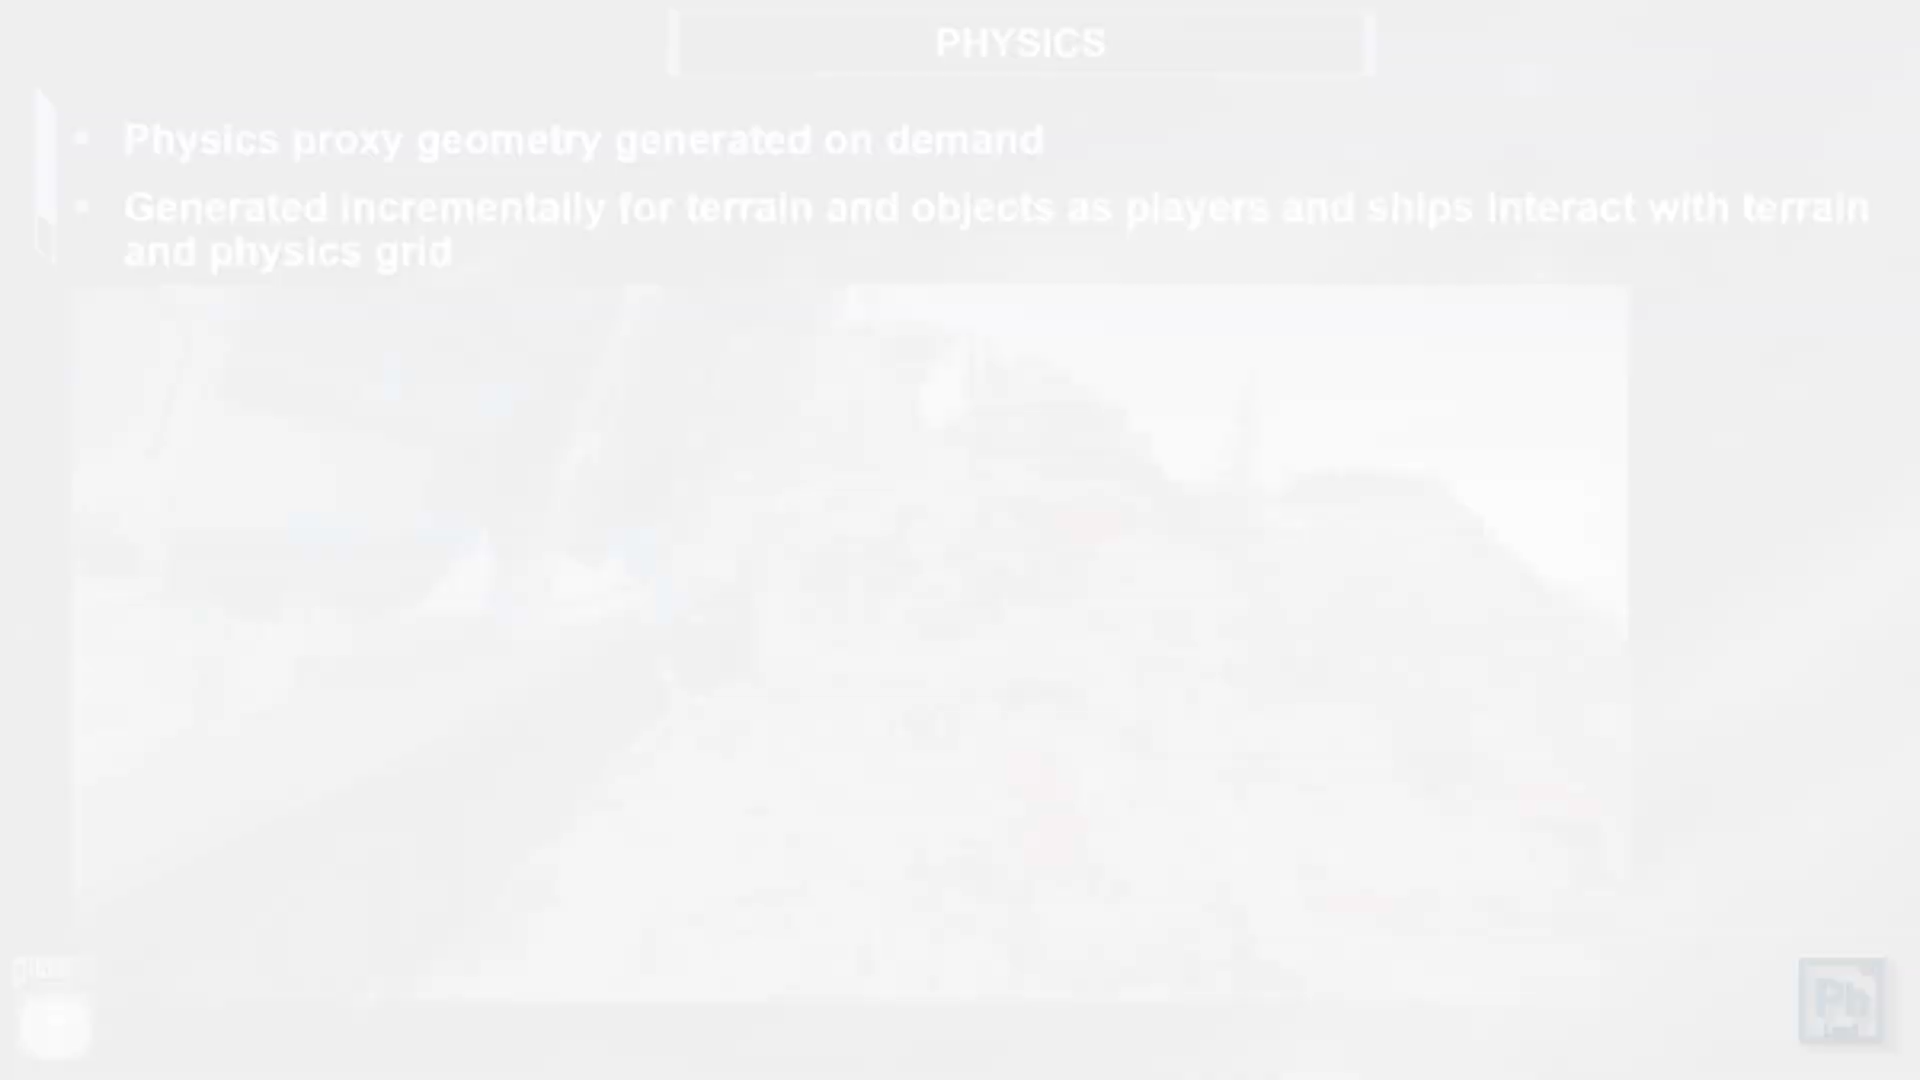 PHYSICS
• Physics proxy geometry generated on demand
• Generated incrementally for terrain and objects as players and ships interact with terrain
and physics grid
Pb